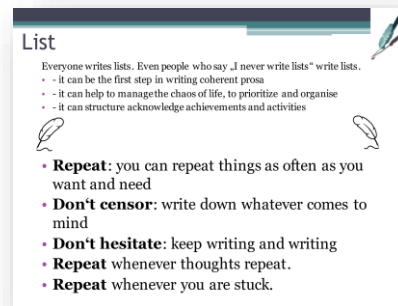 List
Everyone writes lists. Even people who say „I never write lists“ write lists.
• - it can be the first step in writing coherent prosa
• - it can help to manage the chaos of life, to prioritize and organise
• - it can structure acknowledge achievements and activities
• Repeat: you can repeat things as often as you
want and need
• Don‘t censor: write down whatever comes to
mind
• Don‘t hesitate: keep writing and writing
• Repeat whenever thoughts repeat.
• Repeat whenever you are stuck.